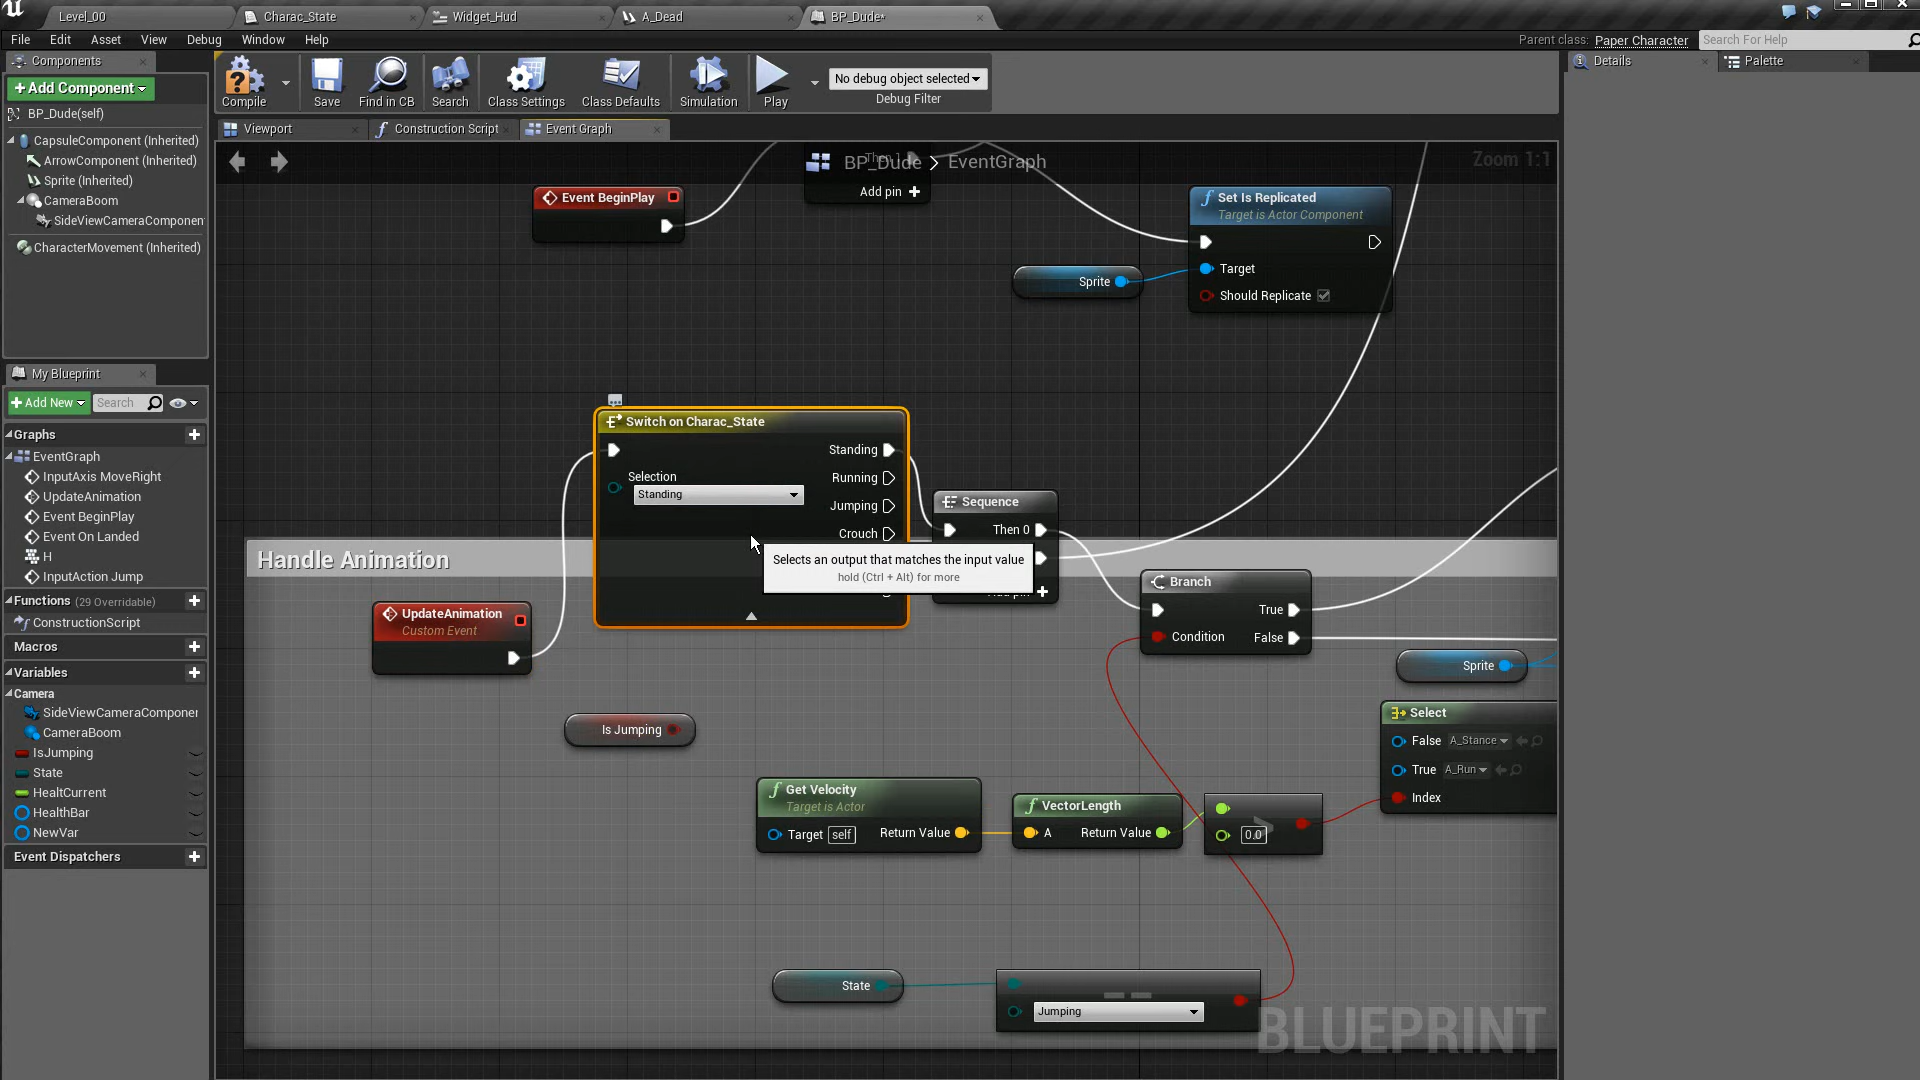 Level_00
Charac_State
Widget_Hud
A_Dead
BP_Dude*
File Edit Asset View Debug Window Help
Parent class: Paper Character
Search For Help
Components
Details
Palette
+Add Component
BP_Dude(self)
CapsuleComponent (Inherited)
ArrowComponent (Inherited)
Sprite (Inherited)
CameraBoom
SideViewCameraComponen
CharacterMovement (Inherited)
Compile
Save
Find in CB
Search
Class Settings
Class Defaults
Simulation
Play
No debug object selected
Debug Filter
Viewport
Construction Script
Event Graph
BP_Dude > EventGraph
Zoom 1:1
Then 1
Add pin +
Event BeginPlay
Set Is Replicated
Target is Actor Component
Target
Should Replicate
Sprite
My Blueprint
+Add New
Search
Graphs
EventGraph
InputAxis MoveRight
UpdateAnimation
Event BeginPlay
Event On Landed
H
InputAction Jump
Functions (29 Overridable)
ConstructionScript
Macros
Variables
Camera
SideViewCameraComponer
CameraBoom
IsJumping
State
HealtCurrent
HealthBar
NewVar
Event Dispatchers
Switch on Charac_State
Standing
Selection
Standing
Running
Jumping
Crouch
Selects an output that matches the input value
hold (Ctrl + Alt) for more
Sequence
Then 0
Handle Animation
UpdateAnimation
Custom Event
Branch
True
Condition
False
Sprite
Is Jumping
Select
False A_Stance
True A_Run
Index
Get Velocity
Target is Actor
Target self
Return Value
VectorLength
A
Return Value
>
0.0
State
==
Jumping
BLUEPRINT